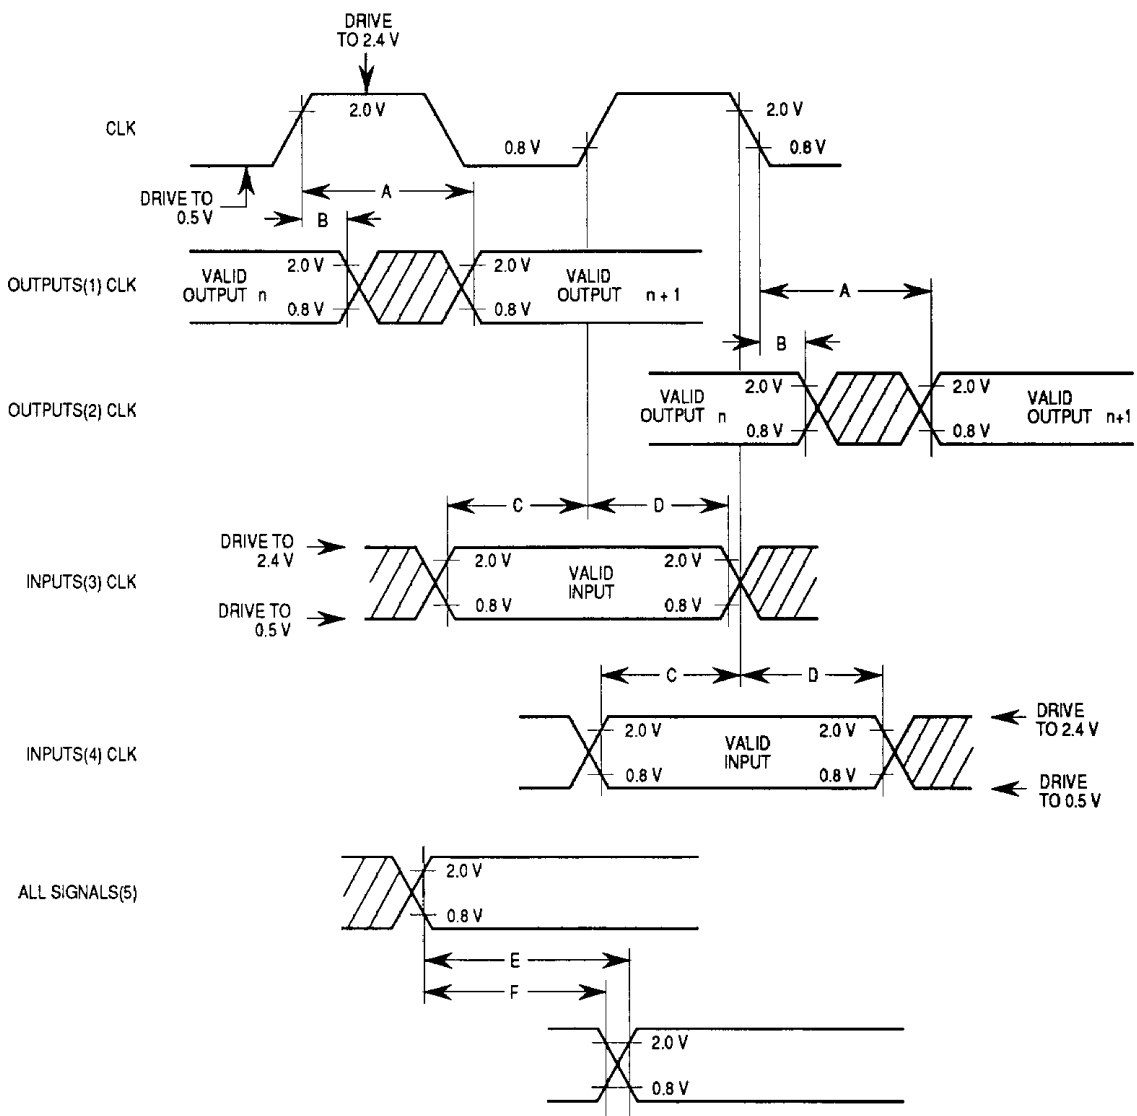 DRIVE
TO 2.4 V
CLK
2.0 V
0.8 V
2.0 V
0.8 V
DRIVE TO
0.5 V
A
B
OUTPUTS(1) CLK
VALID
OUTPUT n
2.0 V
0.8 V
2.0 V
0.8 V
VALID
OUTPUT n + 1
A
B
OUTPUTS(2) CLK
VALID
OUTPUT n
2.0 V
0.8 V
2.0 V
0.8 V
VALID
OUTPUT n+1
C
D
DRIVE TO
2.4 V
INPUTS(3) CLK
DRIVE TO
0.5 V
2.0 V
0.8 V
VALID
INPUT
2.0 V
0.8 V
C
D
INPUTS(4) CLK
2.0 V
0.8 V
VALID
INPUT
2.0 V
0.8 V
DRIVE
TO 2.4 V
DRIVE
TO 0.5 V
ALL SIGNALS(5)
2.0 V
0.8 V
E
F
2.0 V
0.8 V